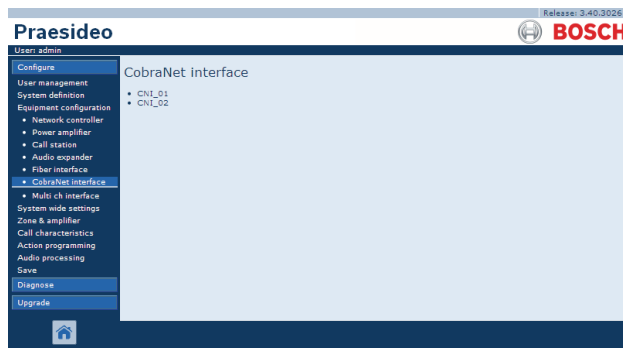 Release: 3.40.3026
Praesideo
BOSCH
User: admin
Configure
User management
System definition
Equipment configuration
• Network controller
• Power amplifier
• Call station
• Audio expander
• Fiber interface
• CobraNet interface
• Multi ch interface
System wide settings
Zone & amplifier
Call characteristics
Action programming
Audio processing
Save
Diagnose
Upgrade
CobraNet interface
• CNI_01
• CNI_02